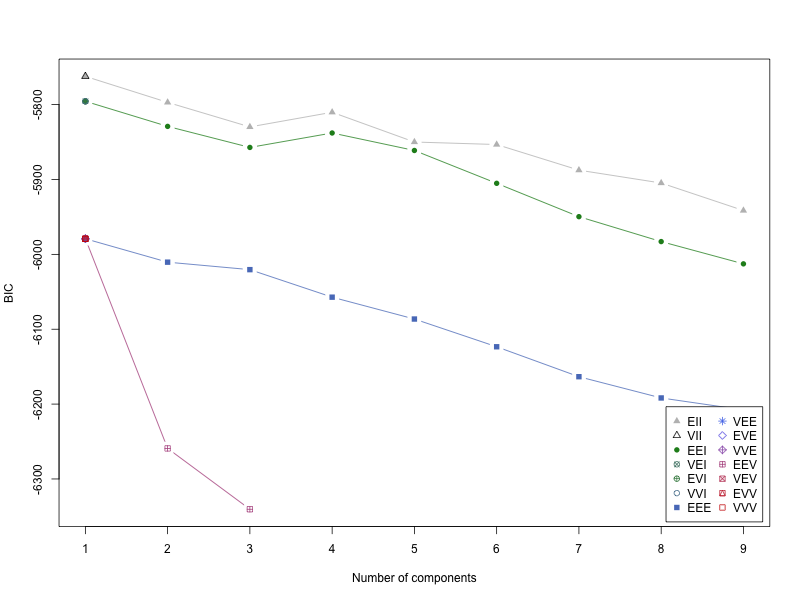 -5800
-5900
-6000
-6100
-6200
-6300
BIC
1 2 3 4 5 6 7 8 9
Number of components
EII VEE
VII EVE
EEI VVE
VEI EEV
EVI VEV
VVI EVV
EEE VVV